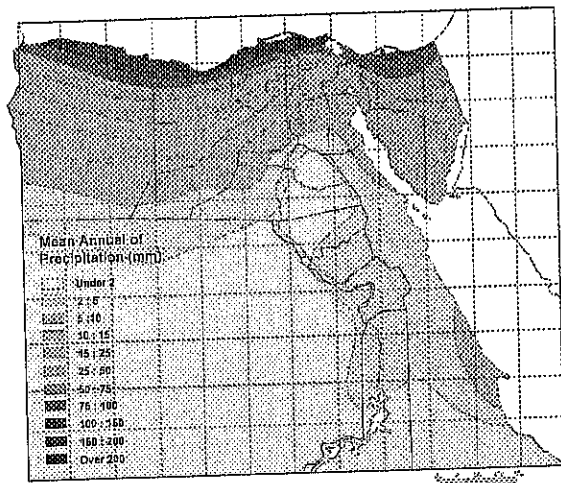 Mean Annual of
Precipitation (mm)
Under 2
2 : 5
5 : 10
10 : 15
15 : 25
25 : 50
50 - 75
75 : 100
100 : 150
150 : 200
Over 200